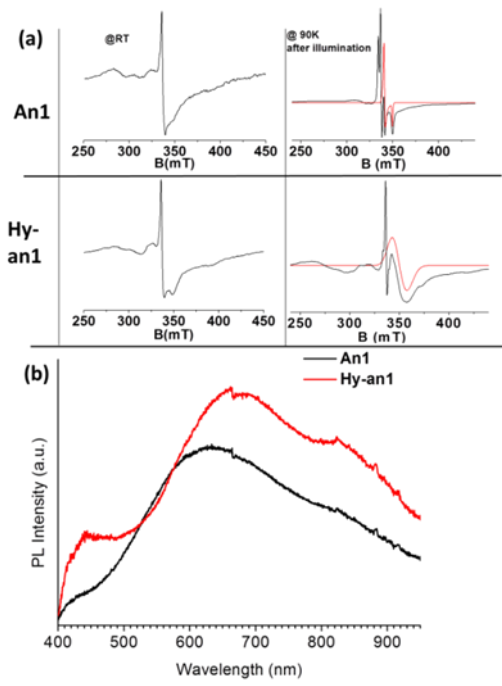 (a)
@RT
@ 90K
after illumination
An1
250 300 350 400 450
B(mT)
300 350 400
B (mT)
Hy-
an1
250 300 350 400 450
B(mT)
300 350 400
B (mT)
(b)
An1
Hy-an1
PL Intensity (a.u.)
400 500 600 700 800 900
Wavelength (nm)